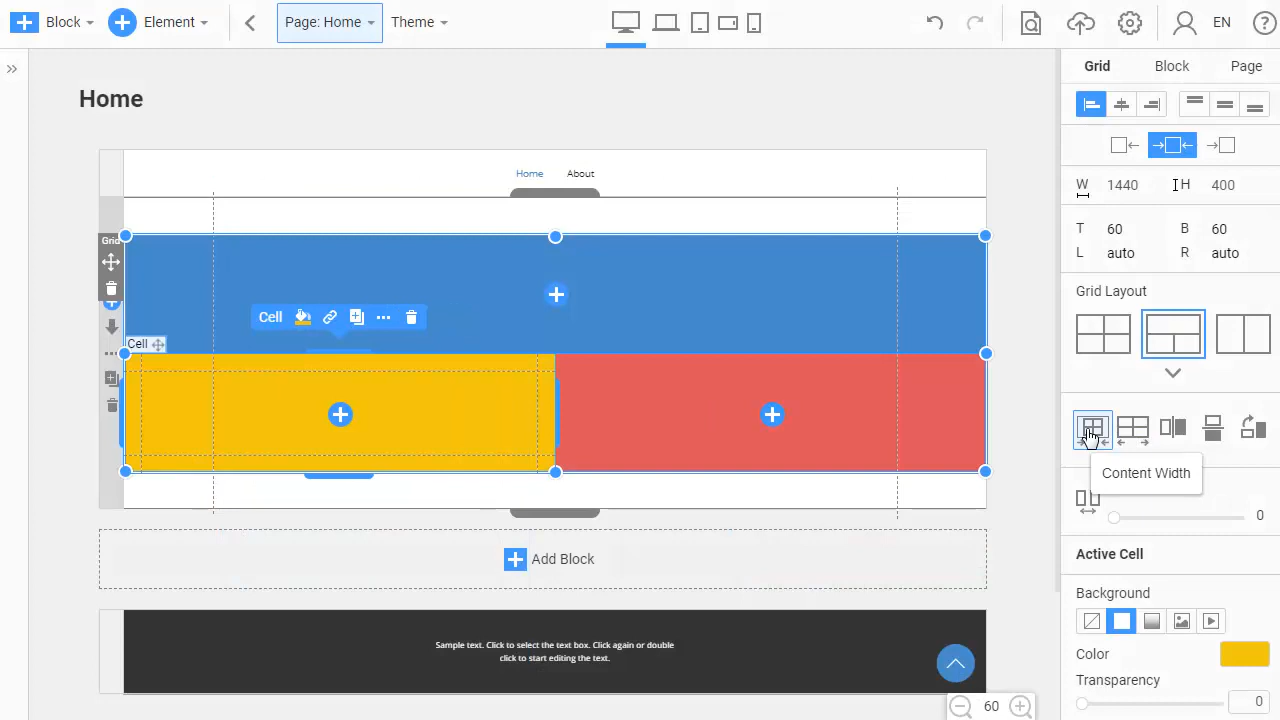 Block
Element
Page: Home
Theme
EN
Home
Home
About
Grid
Cell
Cell
Add Block
Sample text. Click to select the text box. Click again or double
click to start editing the text.
60
Grid
Block
Page
W 1440
H 400
T 60
B 60
L auto
R auto
Grid Layout
Content Width
0
Active Cell
Background
Color
Transparency
0